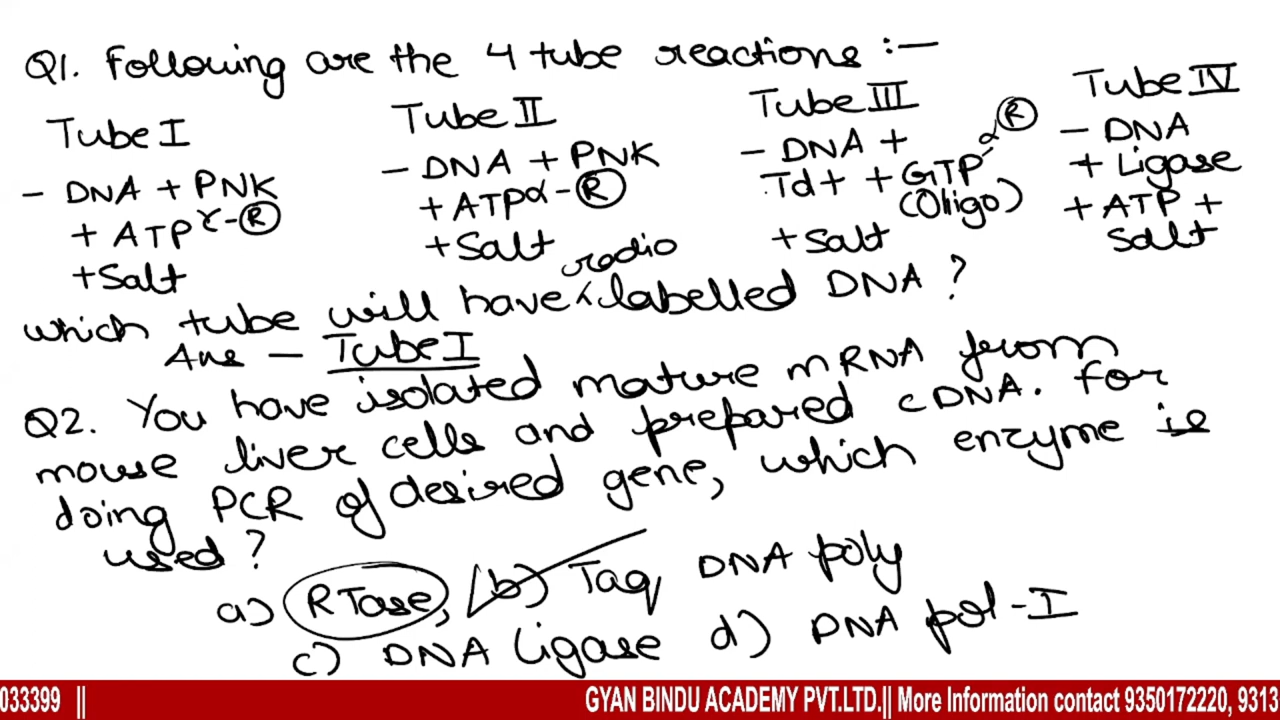 Q1. Following are the 4 tube reactions :-
Tube I
- DNA + PNK
+ ATP γ-Ⓡ
+ Salt
Tube II
- DNA + PNK
+ ATP α-Ⓡ
+ Salt
Tube III
- DNA +
Td+ + GTP α-Ⓡ
(Oligo)
+ Salt
Tube IV
- DNA
+ Ligase
+ ATP +
Salt
which tube will have radio labelled DNA ?
Ans - Tube I
Q2. You have isolated mature mRNA from
mouse liver cells and prepared cDNA. For
doing PCR of desired gene, which enzyme is
used ?
a) RTase, b) Taq DNA poly
c) DNA ligase d) DNA pol-I
033399 || GYAN BINDU ACADEMY PVT.LTD.|| More Information contact 9350172220, 9313